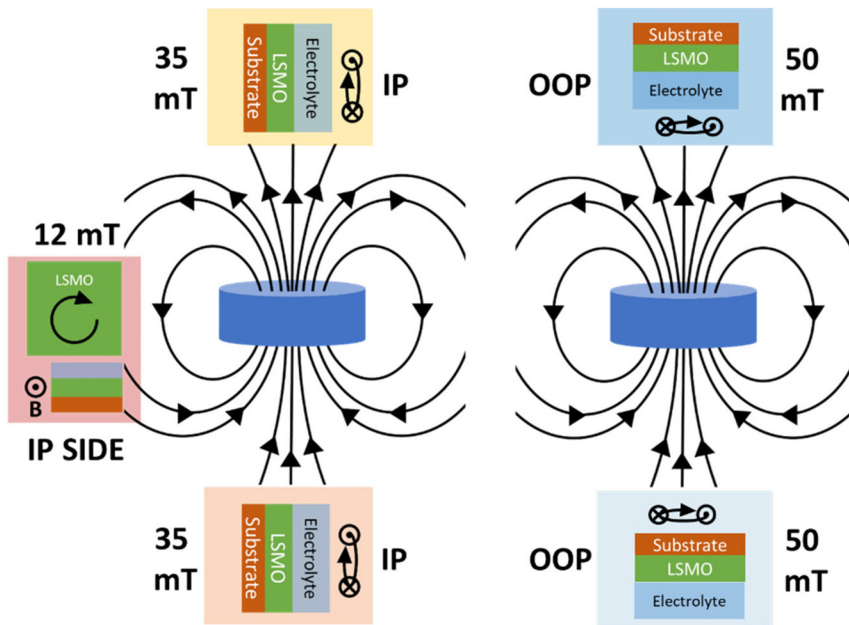 35
mT
Substrate
LSMO
Electrolyte
IP
OOP
Substrate
LSMO
Electrolyte
50
mT
12 mT
LSMO
B
IP SIDE
35
mT
Substrate
LSMO
Electrolyte
IP
OOP
Substrate
LSMO
Electrolyte
50
mT